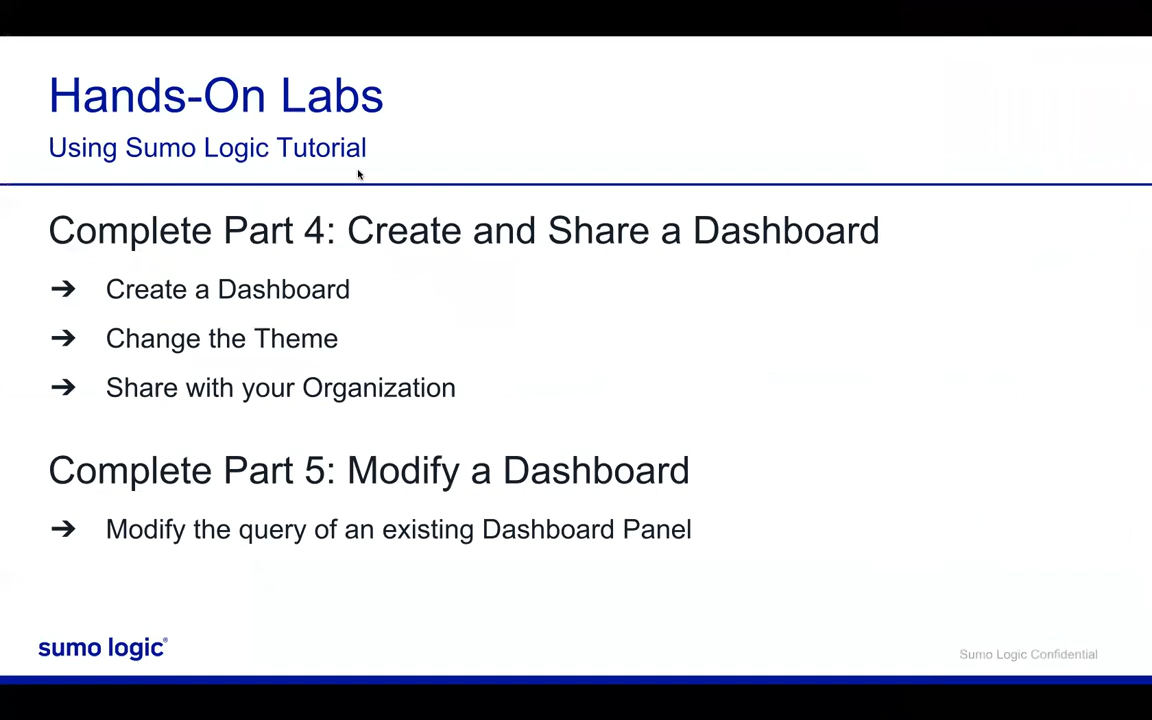 Hands-On Labs
Using Sumo Logic Tutorial
Complete Part 4: Create and Share a Dashboard
➔ Create a Dashboard
➔ Change the Theme
➔ Share with your Organization
Complete Part 5: Modify a Dashboard
➔ Modify the query of an existing Dashboard Panel
sumo logic®
Sumo Logic Confidential